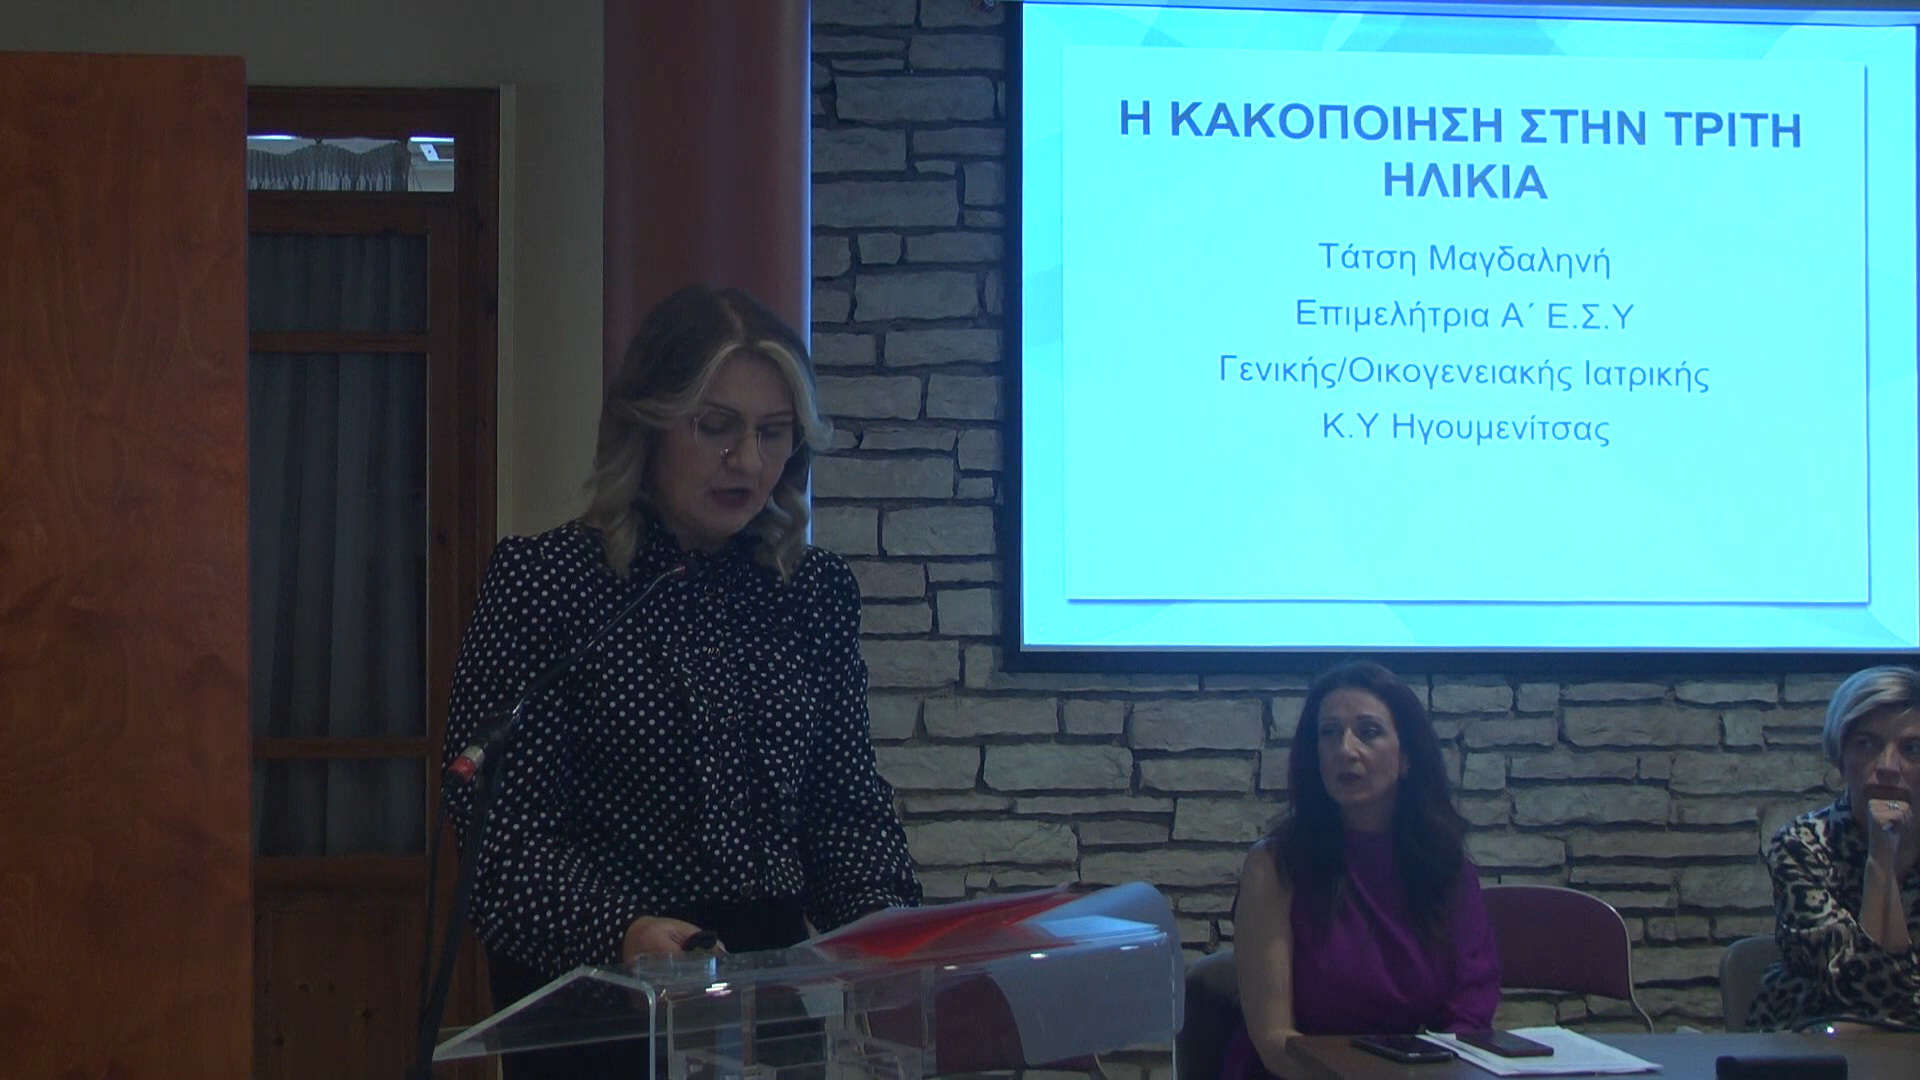 Η ΚΑΚΟΠΟΙΗΣΗ ΣΤΗΝ ΤΡΙΤΗ
ΗΛΙΚΙΑ
Τάτση Μαγδαληνή
Επιμελήτρια Α΄ Ε.Σ.Υ
Γενικής/Οικογενειακής Ιατρικής
Κ.Υ Ηγουμενίτσας